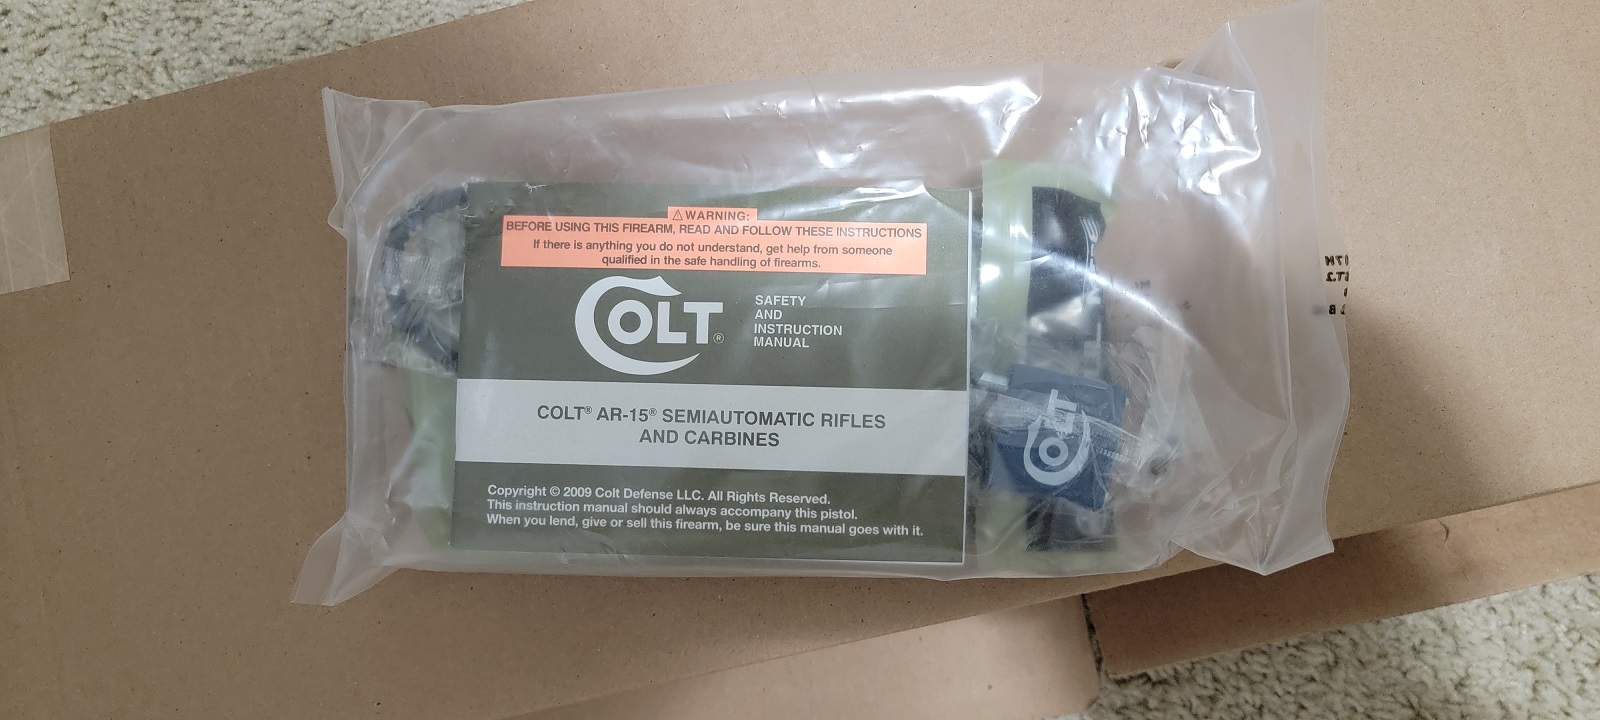 ⚠WARNING:
BEFORE USING THIS FIREARM, READ AND FOLLOW THESE INSTRUCTIONS
If there is anything you do not understand, get help from someone
qualified in the safe handling of firearms.
COLT®
SAFETY
AND
INSTRUCTION
MANUAL
COLT® AR-15® SEMIAUTOMATIC RIFLES
AND CARBINES
Copyright © 2009 Colt Defense LLC. All Rights Reserved.
This instruction manual should always accompany this pistol.
When you lend, give or sell this firearm, be sure this manual goes with it.
COLT